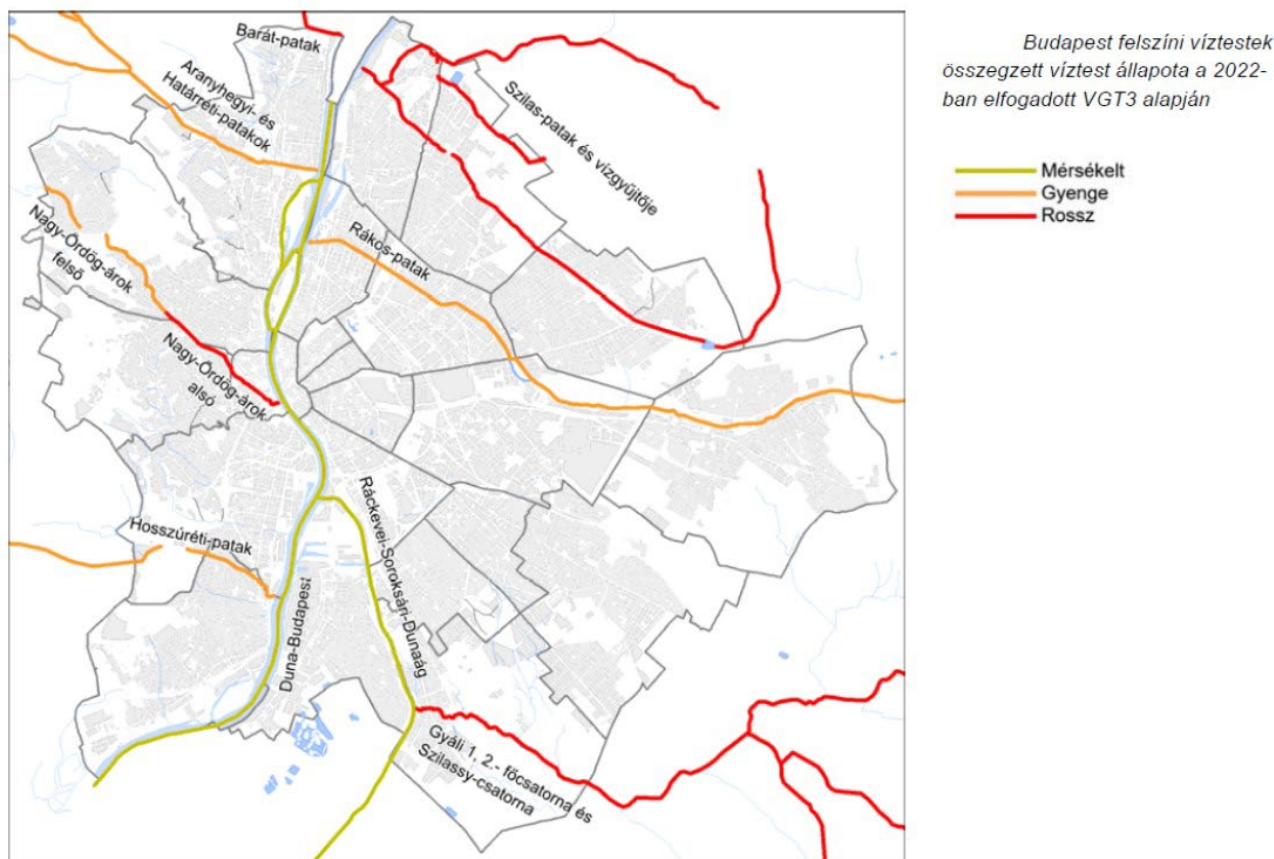 Budapest felszíni víztestek
összegzett víztest állapota a 2022-
ban elfogadott VGT3 alapján
Mérsékelt
Gyenge
Rossz
Barát-patak
Aranyhegyi- és
Határréti-patakok
Szilas-patak és vízgyűjtője
Nagy-Ördög-árok
felső
Rákos-patak
Nagy-Ördög-árok
alsó
Hosszúréti-patak
Ráckevei-Soroksári-Dunaág
Duna-Budapest
Gyáli 1, 2.- főcsatorna és
Szilassy-csatorna